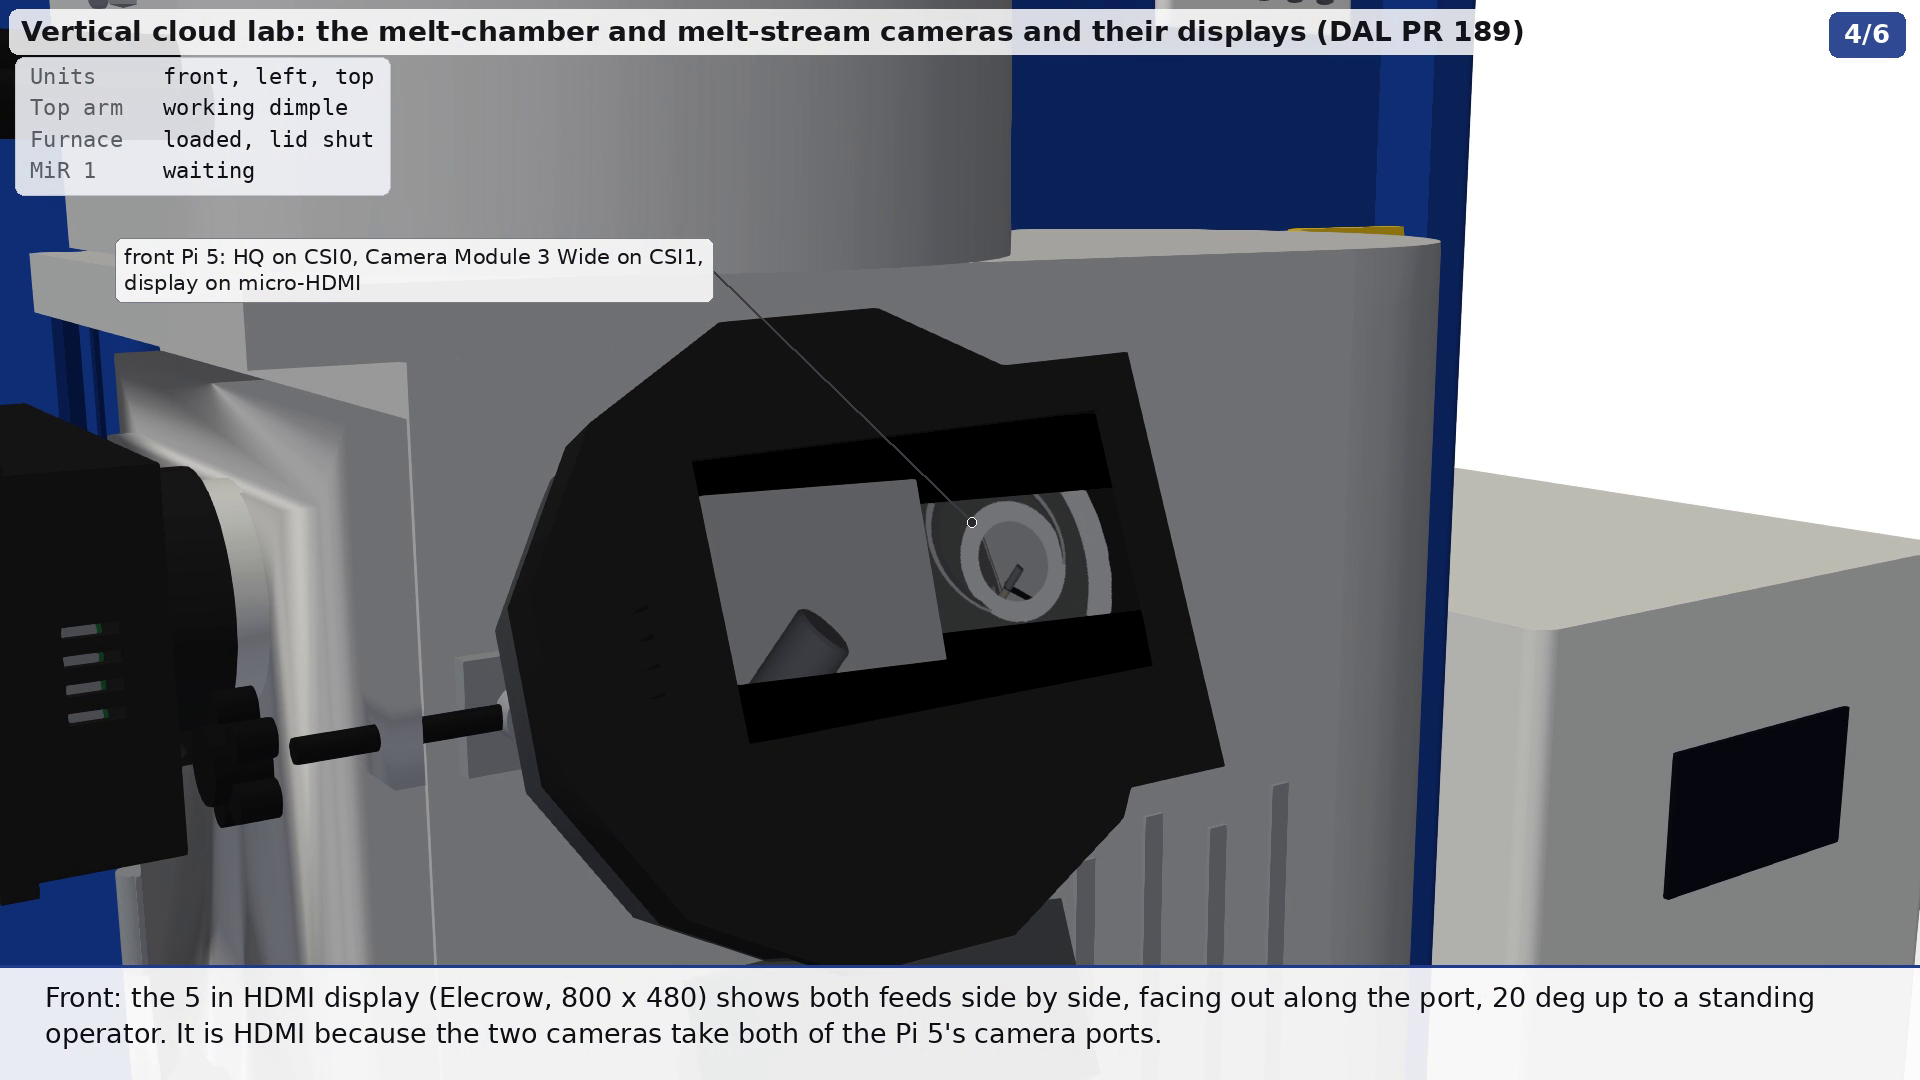 Vertical cloud lab: the melt-chamber and melt-stream cameras and their displays (DAL PR 189)
4/6
Units front, left, top
Top arm working dimple
Furnace loaded, lid shut
MiR 1 waiting
front Pi 5: HQ on CSI0, Camera Module 3 Wide on CSI1,
display on micro-HDMI
Front: the 5 in HDMI display (Elecrow, 800 x 480) shows both feeds side by side, facing out along the port, 20 deg up to a standing
operator. It is HDMI because the two cameras take both of the Pi 5's camera ports.